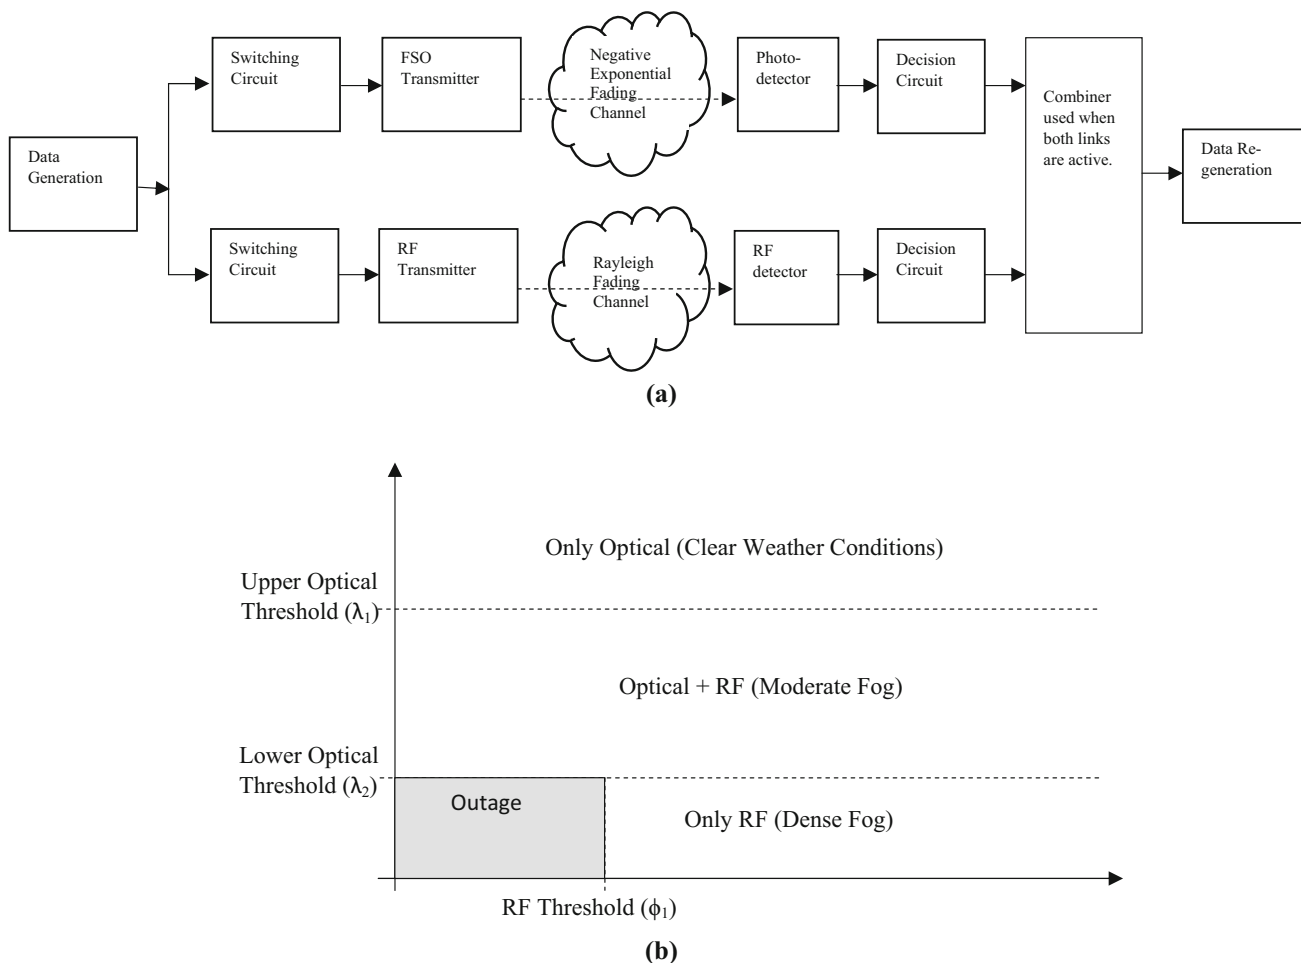 Data
Generation
Switching
Circuit
FSO
Transmitter
Negative
Exponential
Fading
Channel
Photo-
detector
Decision
Circuit
Switching
Circuit
RF
Transmitter
Rayleigh
Fading
Channel
RF
detector
Decision
Circuit
Combiner
used when
both links
are active.
Data Re-
generation
(a)
Only Optical (Clear Weather Conditions)
Upper Optical
Threshold (λ₁)
Optical + RF (Moderate Fog)
Lower Optical
Threshold (λ₂)
Outage
Only RF (Dense Fog)
RF Threshold (ϕ₁)
(b)